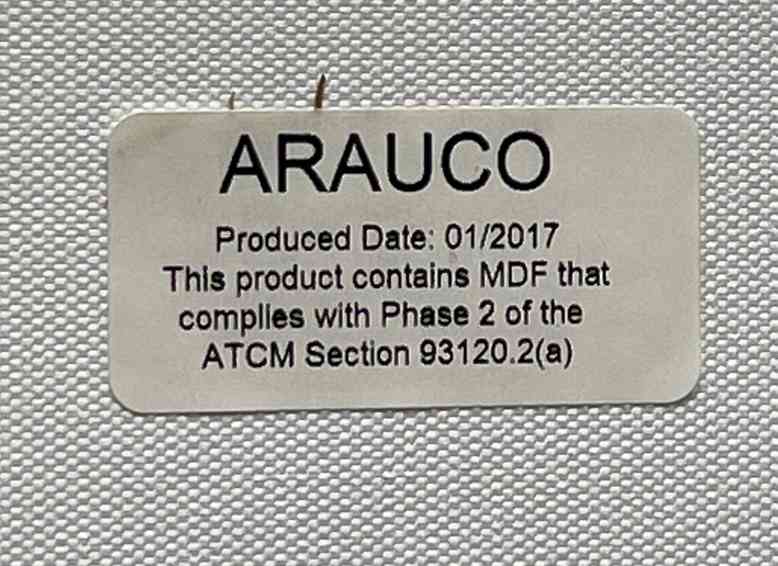 ARAUCO
Produced Date: 01/2017
This product contains MDF that
complies with Phase 2 of the
ATCM Section 93120.2(a)